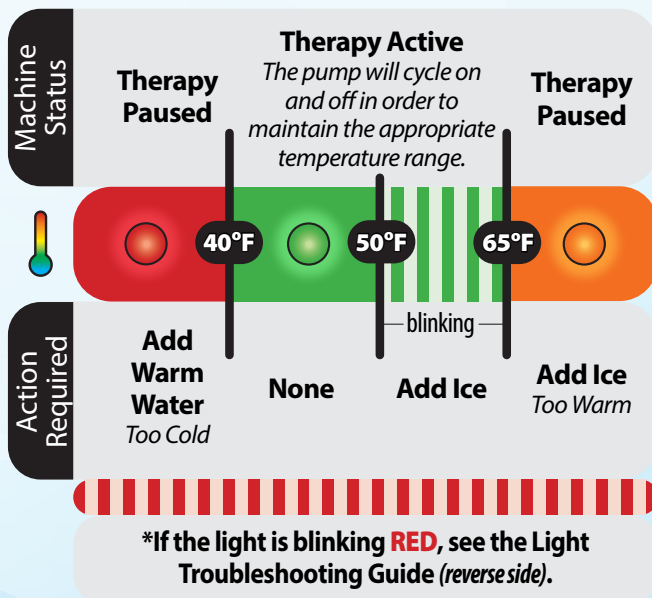 Machine
Status
Therapy
Paused
Therapy Active
The pump will cycle on
and off in order to
maintain the appropriate
temperature range.
Therapy
Paused
40°F
50°F
65°F
blinking
Action
Required
Add
Warm
Water
Too Cold
None
Add Ice
Add Ice
Too Warm
*If the light is blinking RED, see the Light
Troubleshooting Guide (reverse side).